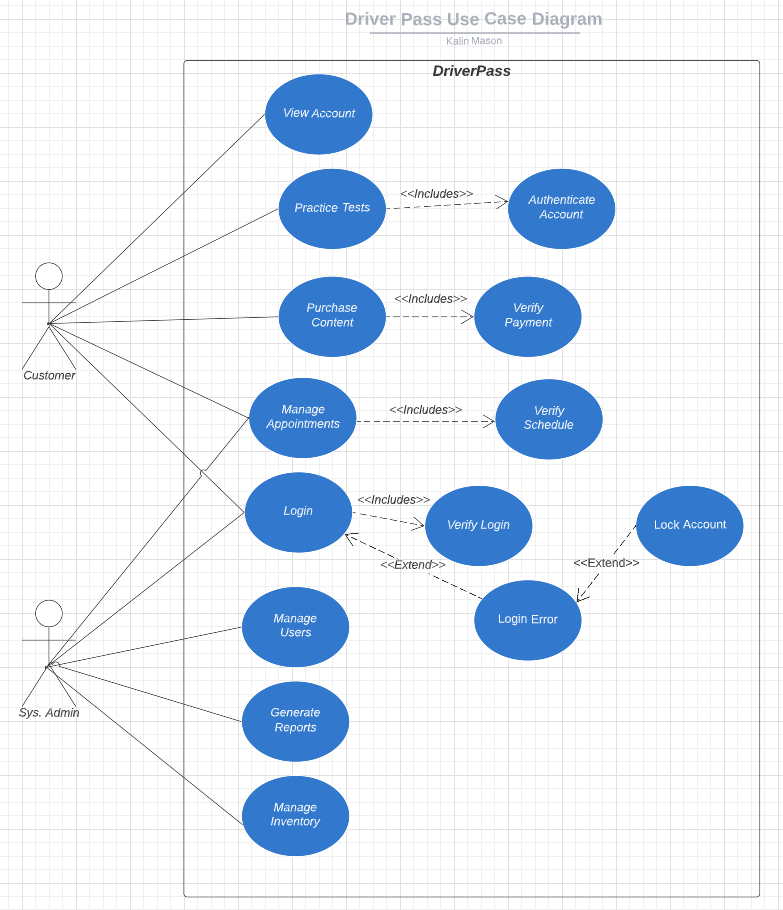 Driver Pass Use Case Diagram
Kalin Mason
DriverPass
View Account
Practice Tests
<<Includes>>
Authenticate
Account
Purchase
Content
<<Includes>>
Verify
Payment
Customer
Manage
Appointments
<<Includes>>
Verify
Schedule
Login
<<Includes>>
Verify Login
Lock Account
<<Extend>>
<<Extend>>
Login Error
Manage
Users
Sys. Admin
Generate
Reports
Manage
Inventory